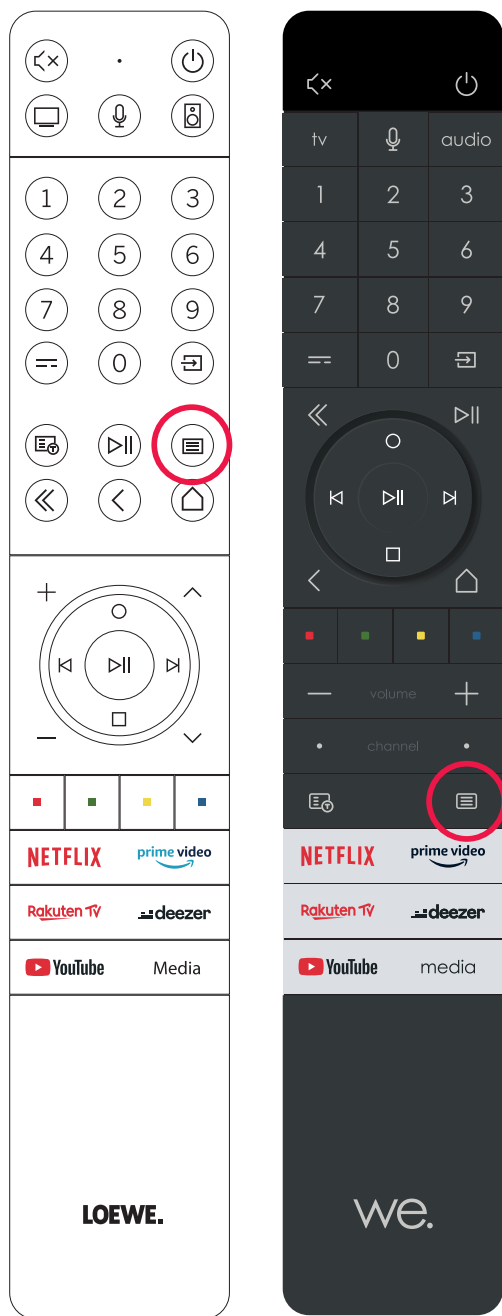 1 2 3
4 5 6
7 8 9
0
T
NETFLIX prime video
Rakuten TV deezer
YouTube Media
LOEWE.
tv audio
1 2 3
4 5 6
7 8 9
0
volume
channel
T
NETFLIX prime video
Rakuten TV deezer
YouTube media
we.